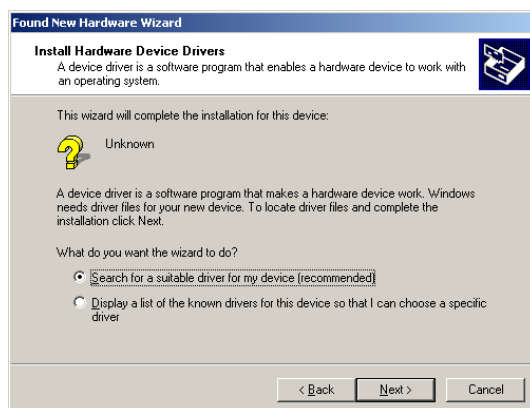 Found New Hardware Wizard
Install Hardware Device Drivers
A device driver is a software program that enables a hardware device to work with
an operating system.
This wizard will complete the installation for this device:
Unknown
A device driver is a software program that makes a hardware device work. Windows
needs driver files for your new device. To locate driver files and complete the
installation click Next.
What do you want the wizard to do?
Search for a suitable driver for my device (recommended)
Display a list of the known drivers for this device so that I can choose a specific
driver
< Back Next > Cancel